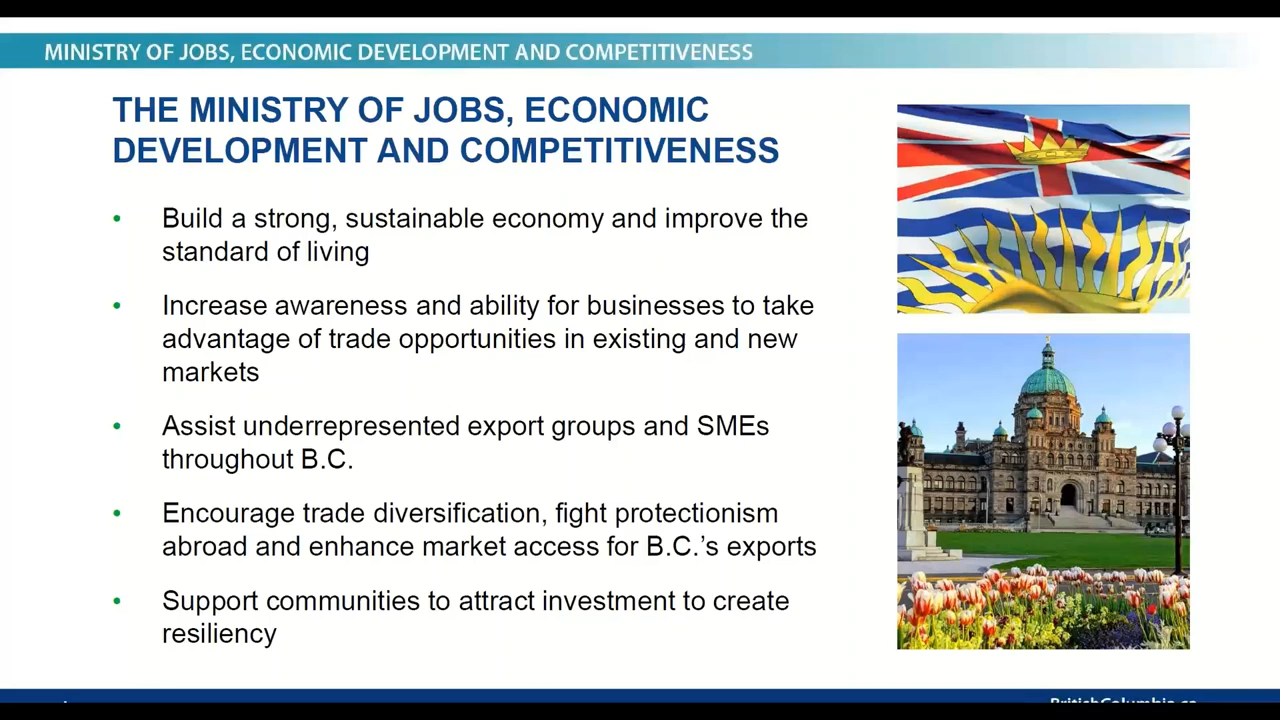 MINISTRY OF JOBS, ECONOMIC DEVELOPMENT AND COMPETITIVENESS
THE MINISTRY OF JOBS, ECONOMIC
DEVELOPMENT AND COMPETITIVENESS
• Build a strong, sustainable economy and improve the
standard of living
• Increase awareness and ability for businesses to take
advantage of trade opportunities in existing and new
markets
• Assist underrepresented export groups and SMEs
throughout B.C.
• Encourage trade diversification, fight protectionism
abroad and enhance market access for B.C.’s exports
• Support communities to attract investment to create
resiliency
BritishColumbia.ca